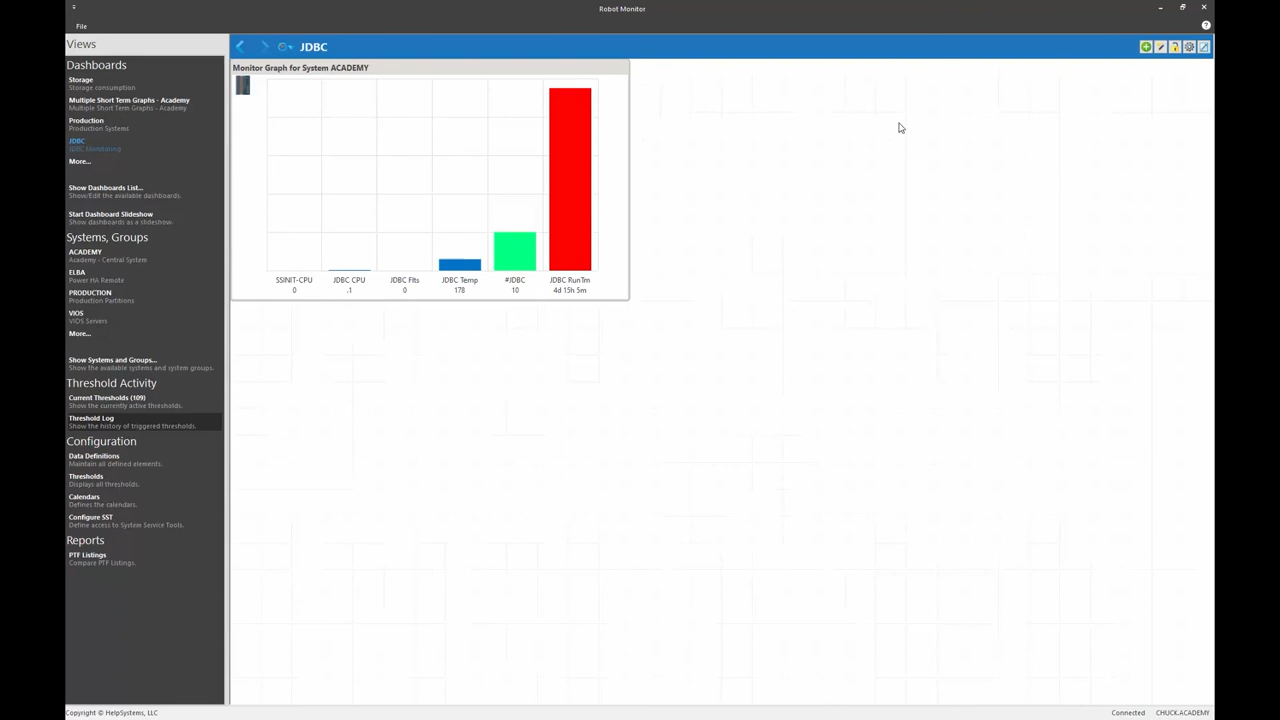 Robot Monitor
File
?
Views
JDBC
Dashboards
Storage
Storage consumption
Multiple Short Term Graphs - Academy
Multiple Short Term Graphs - Academy
Production
Production Systems
JDBC
JDBC Monitoring
More...
Show Dashboards List...
Show/Edit the available dashboards.
Start Dashboard Slideshow
Show dashboards as a slideshow.
Systems, Groups
ACADEMY
Academy - Central System
ELBA
Power HA Remote
PRODUCTION
Production Partitions
VIOS
VIOS Servers
More...
Show Systems and Groups...
Show the available systems and system groups.
Threshold Activity
Current Thresholds (109)
Show the currently active thresholds.
Threshold Log
Show the history of triggered thresholds.
Configuration
Data Definitions
Maintain all defined elements.
Thresholds
Displays all thresholds.
Calendars
Defines the calendars.
Configure SST
Define access to System Service Tools.
Reports
PTF Listings
Compare PTF Listings.
Monitor Graph for System ACADEMY
SSINIT-CPU JDBC CPU JDBC Flts JDBC Temp #JDBC JDBC RunTm
0 .1 0 178 10 4d 15h 5m
Copyright © HelpSystems, LLC
Connected CHUCK.ACADEMY